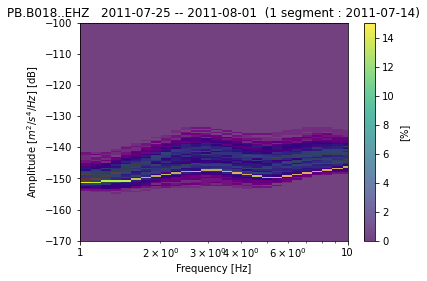 PB.B018..EHZ 2011-07-25 -- 2011-08-01 (1 segment : 2011-07-14)
-100
-110
-120
-130
-140
-150
-160
-170
Amplitude [m²/s⁴/Hz] [dB]
1
2 × 10⁰
3 × 10⁰
4 × 10⁰
6 × 10⁰
10
Frequency [Hz]
14
12
10
8
6
4
2
0
[%]